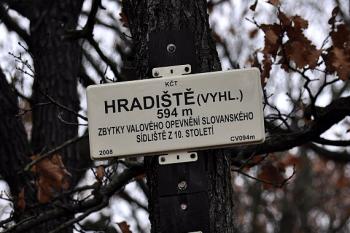 KČT
HRADIŠTĚ (VYHL.)
594 m
ZBYTKY VALOVÉHO OPEVNĚNÍ SLOVANSKÉHO
SÍDLIŠTĚ Z 10. STOLETÍ
2008 CV094m